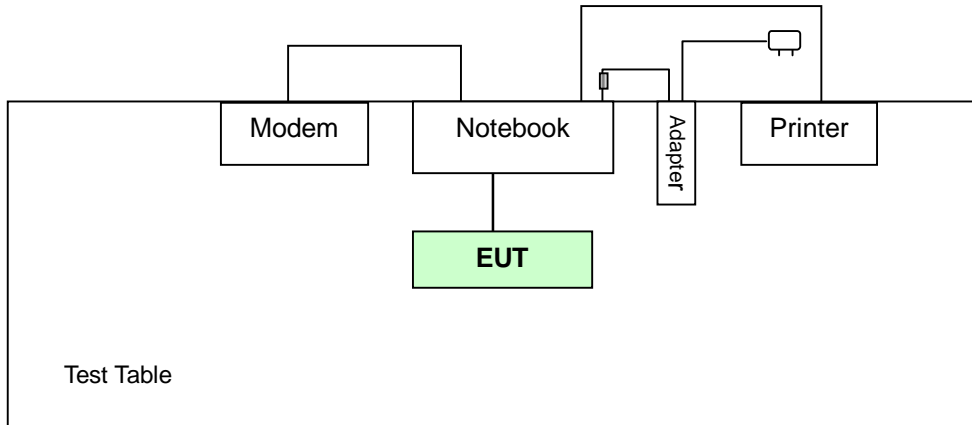 Modem
Notebook
Adapter
Printer
EUT
Test Table